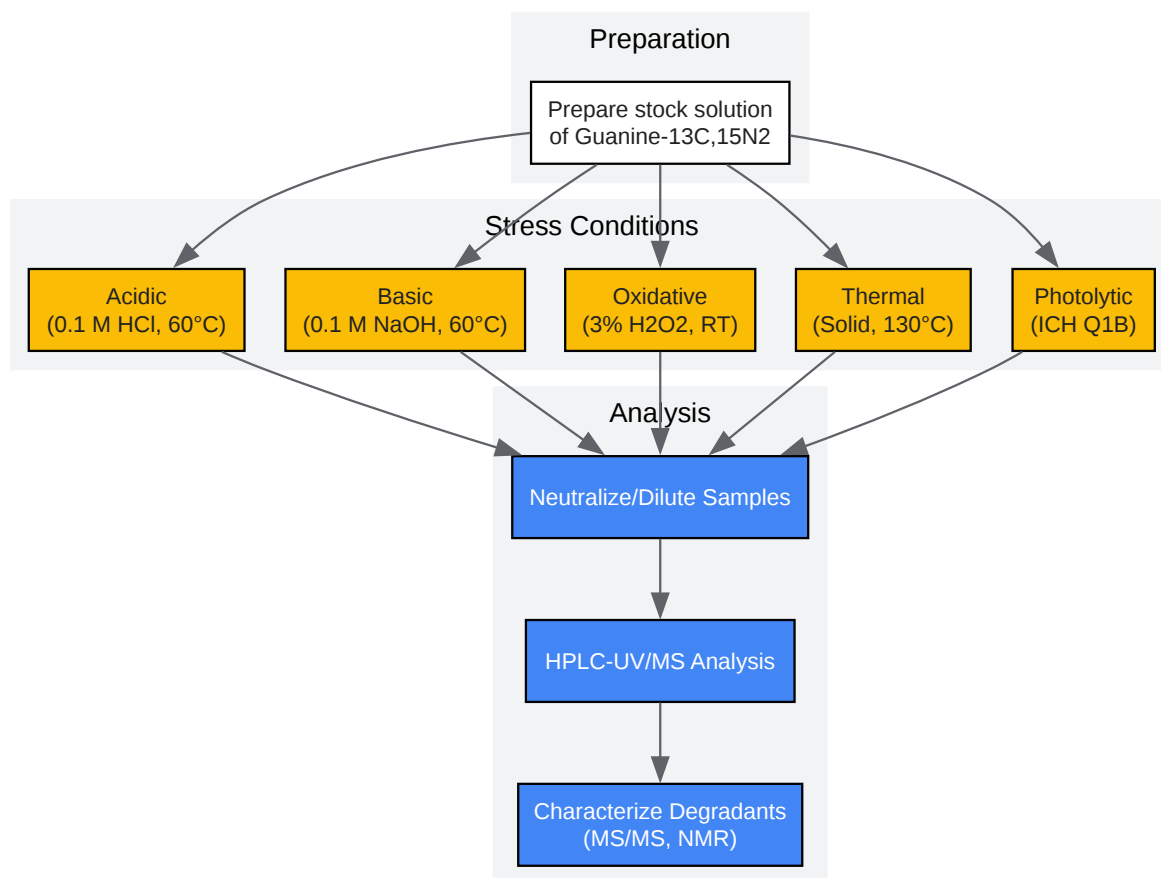 Preparation
Prepare stock solution
of Guanine-13C,15N2
Stress Conditions
Acidic
(0.1 M HCl, 60°C)
Basic
(0.1 M NaOH, 60°C)
Oxidative
(3% H2O2, RT)
Thermal
(Solid, 130°C)
Photolytic
(ICH Q1B)
Analysis
Neutralize/Dilute Samples
HPLC-UV/MS Analysis
Characterize Degradants
(MS/MS, NMR)